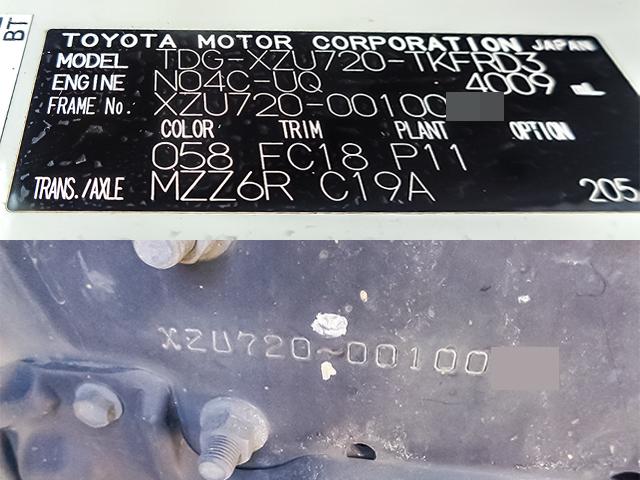 BT
TOYOTA MOTOR CORPORATION JAPAN
MODEL TDG-XZU720-TKFRD3
ENGINE N04C-UQ 4009 mL
FRAME No. XZU720-00100
COLOR TRIM PLANT OPTION
058 FC18 P11
TRANS./AXLE MZZ6R C19A 205
XZU720-00100